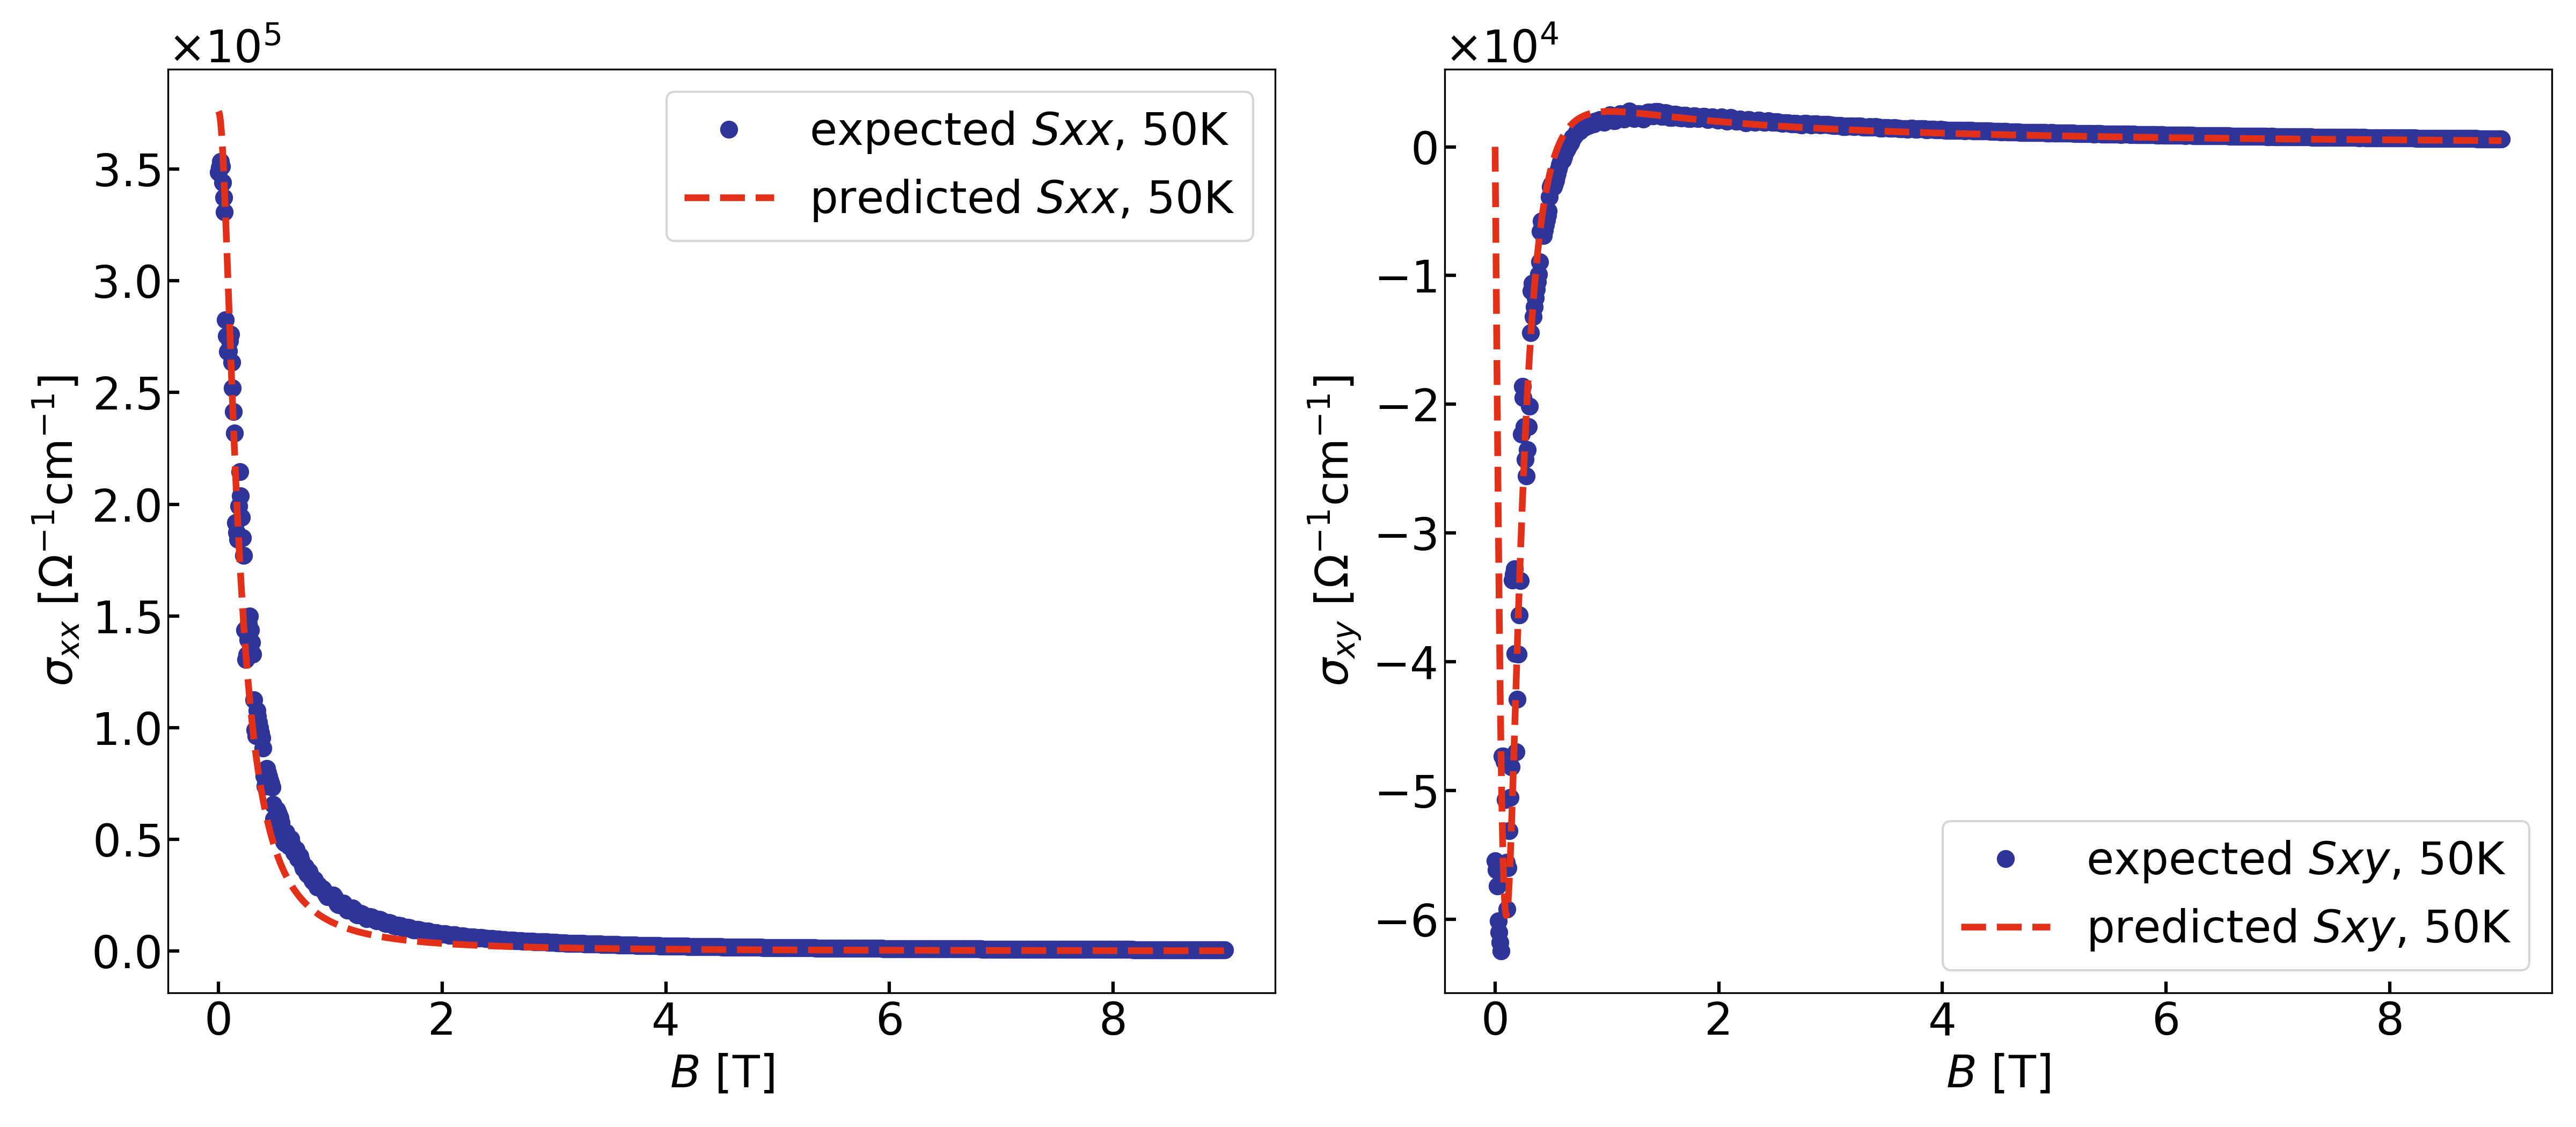 ×10⁵
3.5
3.0
2.5
2.0
1.5
1.0
0.5
0.0
σxx [Ω⁻¹cm⁻¹]
expected Sxx, 50K
predicted Sxx, 50K
0 2 4 6 8
B [T]
×10⁴
0
−1
−2
−3
−4
−5
−6
σxy [Ω⁻¹cm⁻¹]
expected Sxy, 50K
predicted Sxy, 50K
0 2 4 6 8
B [T]